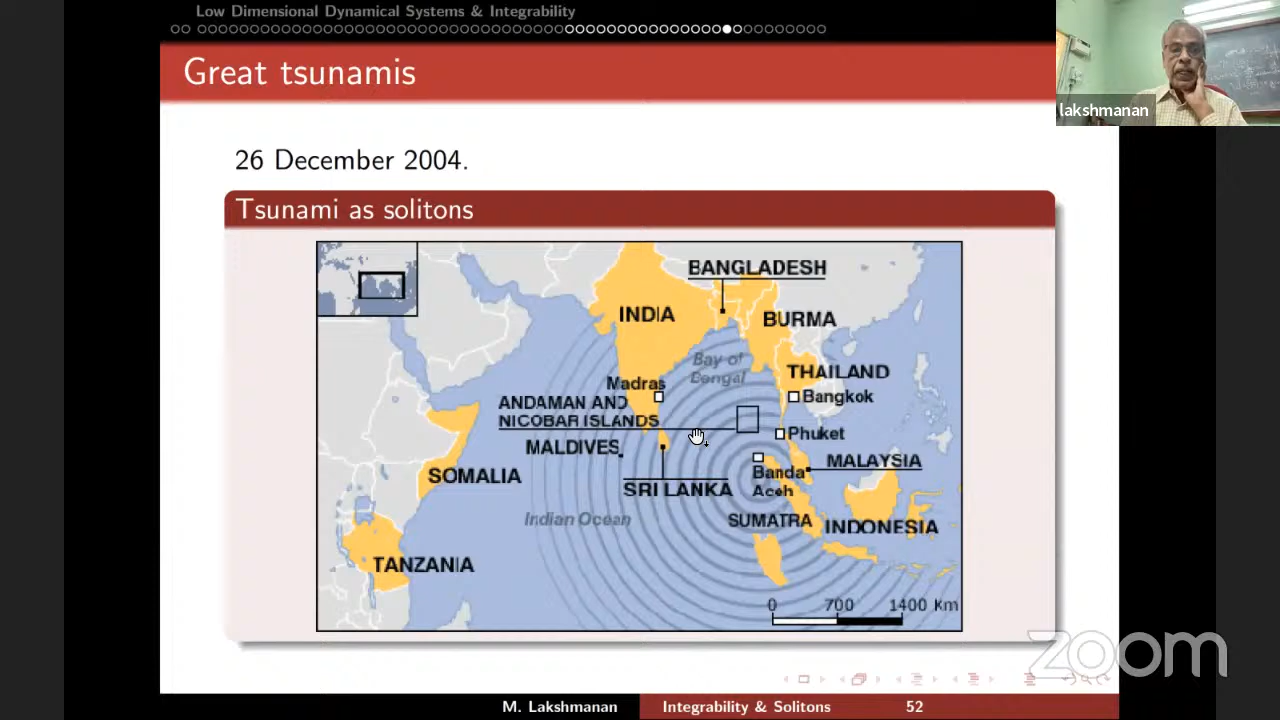 Low Dimensional Dynamical Systems & Integrability
Great tsunamis
lakshmanan
26 December 2004.
Tsunami as solitons
BANGLADESH
INDIA
BURMA
Bay of
Bengal
THAILAND
Madras
Bangkok
ANDAMAN AND
NICOBAR ISLANDS
Phuket
MALDIVES
MALAYSIA
SOMALIA
Banda
Aceh
SRI LANKA
Indian Ocean
SUMATRA
INDONESIA
TANZANIA
0 700 1400 Km
zoom
M. Lakshmanan Integrability & Solitons 52